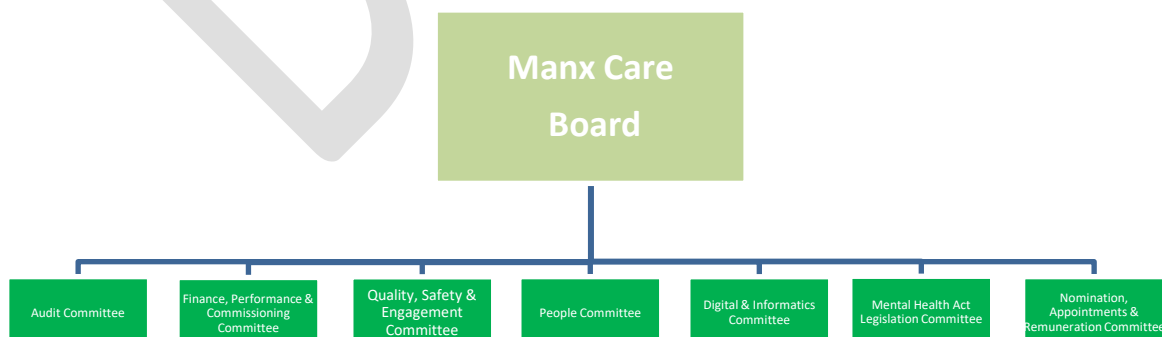 Manx Care
Board
Audit Committee
Finance, Performance &
Commissioning
Committee
Quality, Safety &
Engagement
Committee
People Committee
Digital & Informatics
Committee
Mental Health Act
Legislation Committee
Nomination,
Appointments &
Remuneration Committee